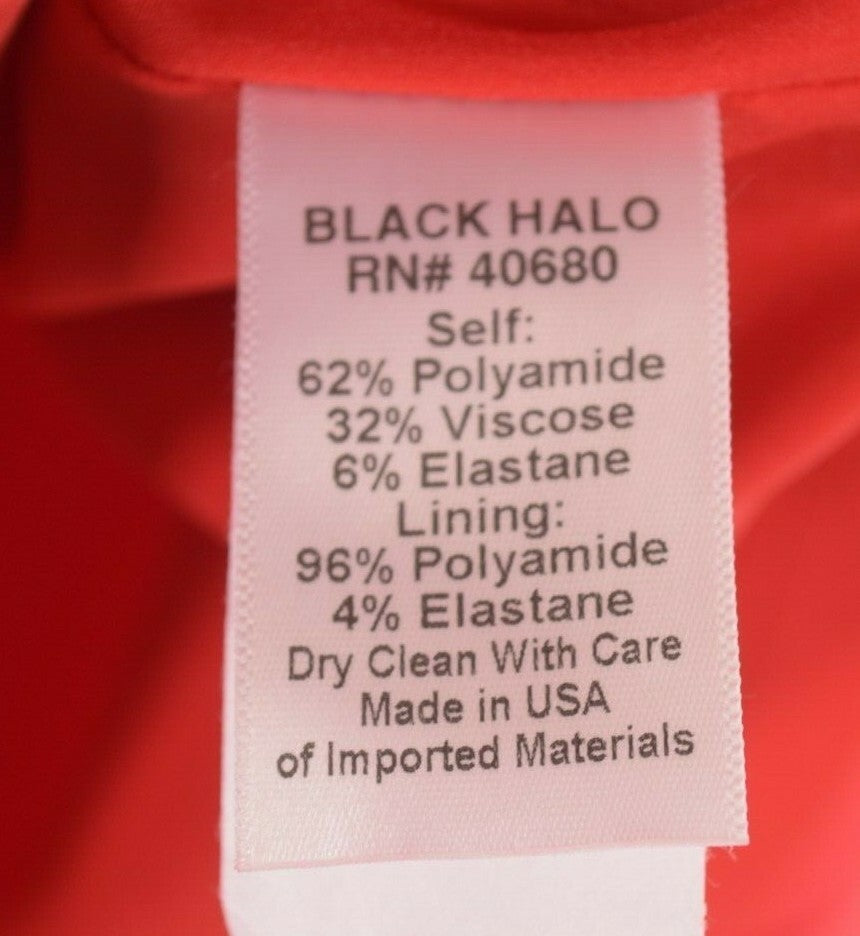 BLACK HALO
RN# 40680
Self:
62% Polyamide
32% Viscose
6% Elastane
Lining:
96% Polyamide
4% Elastane
Dry Clean With Care
Made in USA
of Imported Materials